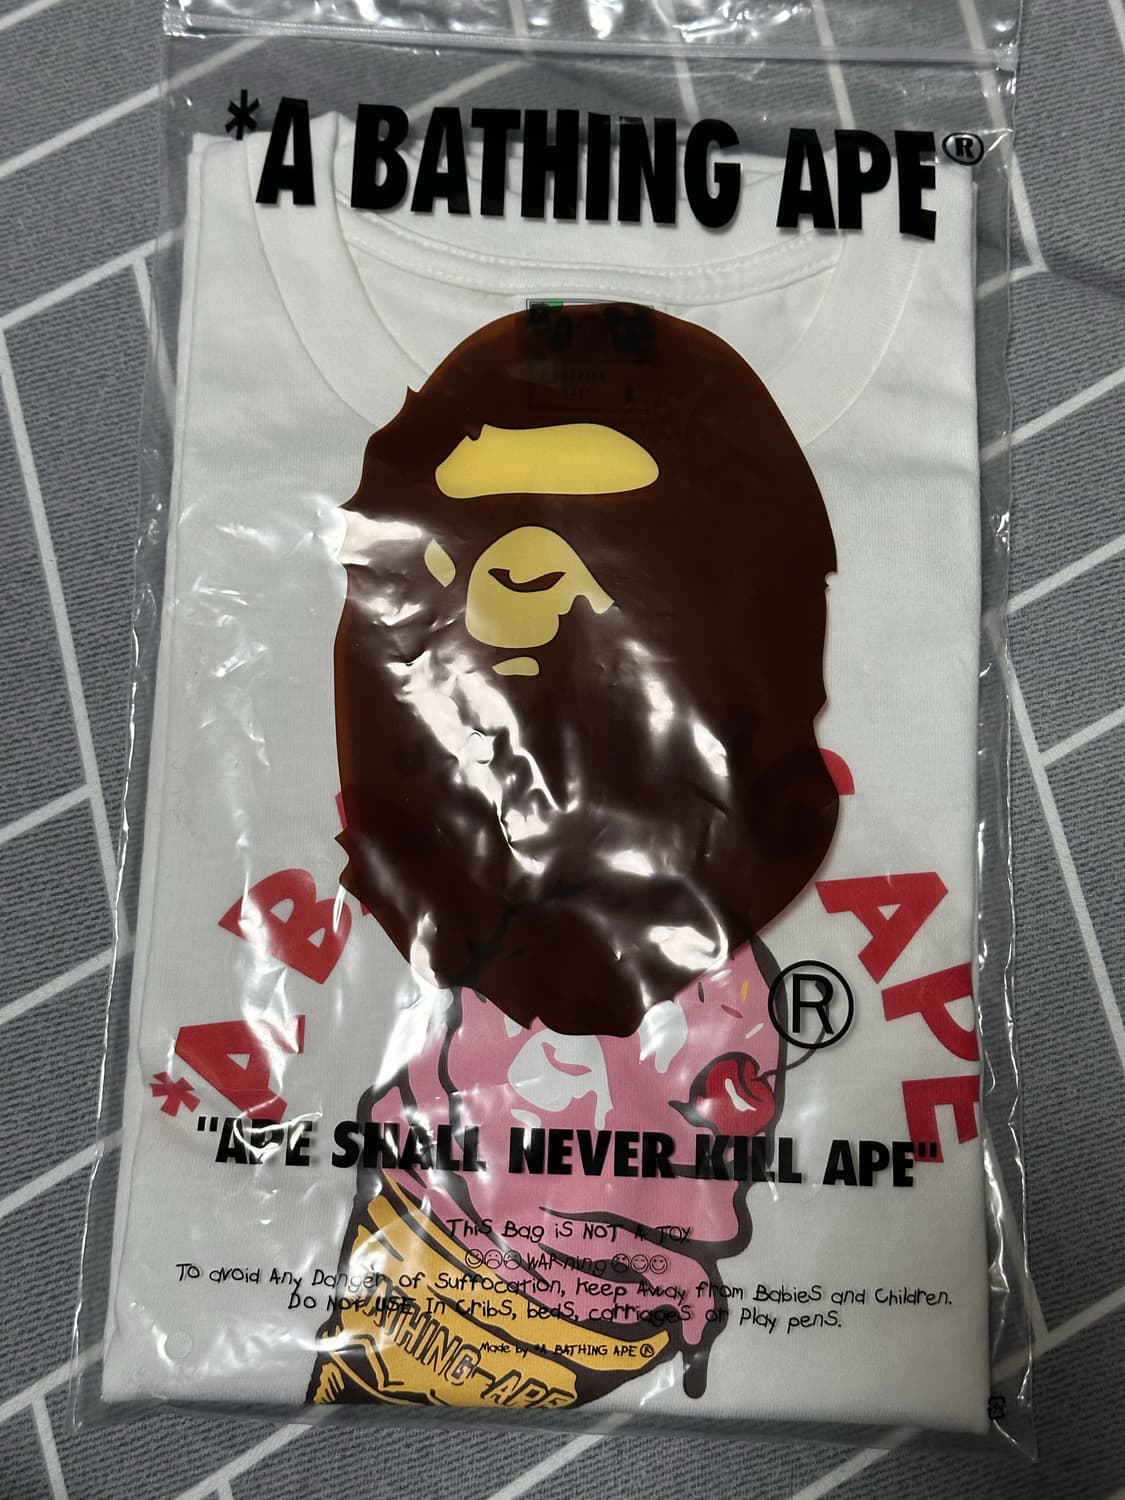 *A BATHING APE®
*A B
APE
®
"APE SHALL NEVER KILL APE"
This Bag is NOT A TOY
WARning
To avoid Any Danger of Suffocation, Keep Away from Babies and Children.
Do Not USE In Cribs, beds, carriages or Play pens.
Made by *A BATHING APE®
BATHING APE